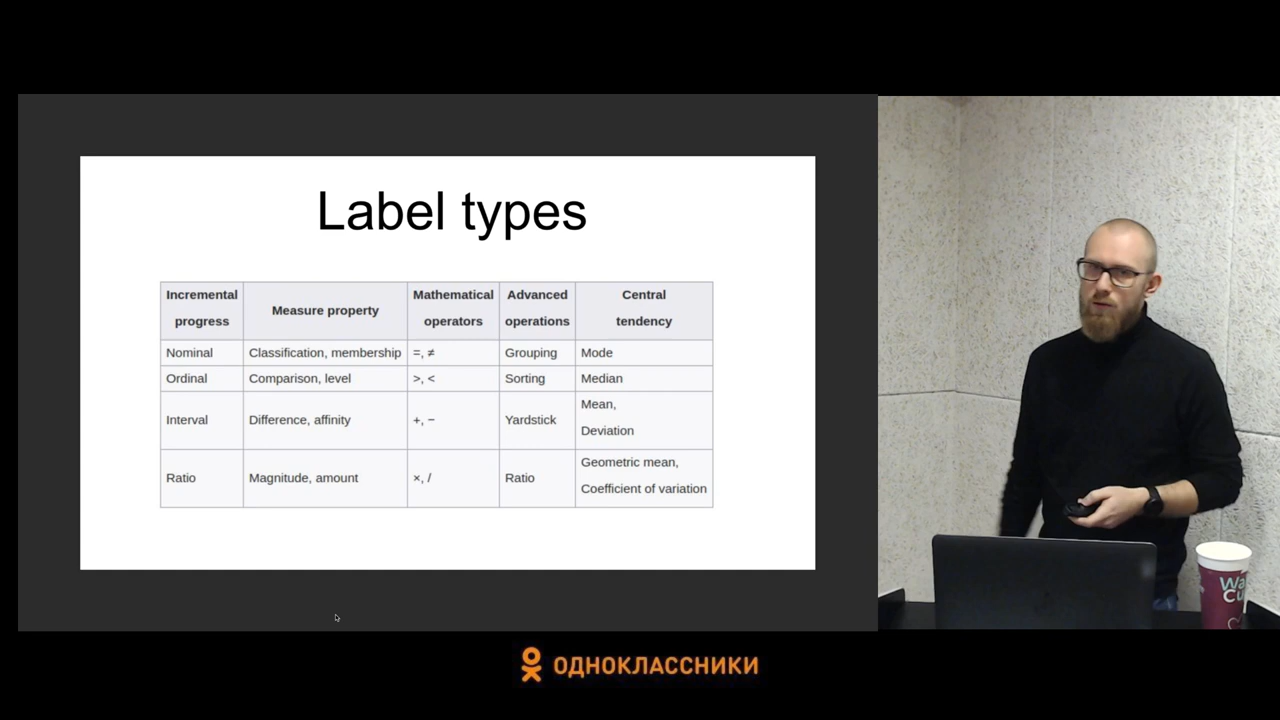 Label types
Incremental progress Measure property Mathematical operators Advanced operations Central tendency
Nominal Classification, membership =, ≠ Grouping Mode
Ordinal Comparison, level >, < Sorting Median
Interval Difference, affinity +, − Yardstick Mean, Deviation
Ratio Magnitude, amount ×, / Ratio Geometric mean, Coefficient of variation
ОДНОКЛАССНИКИ